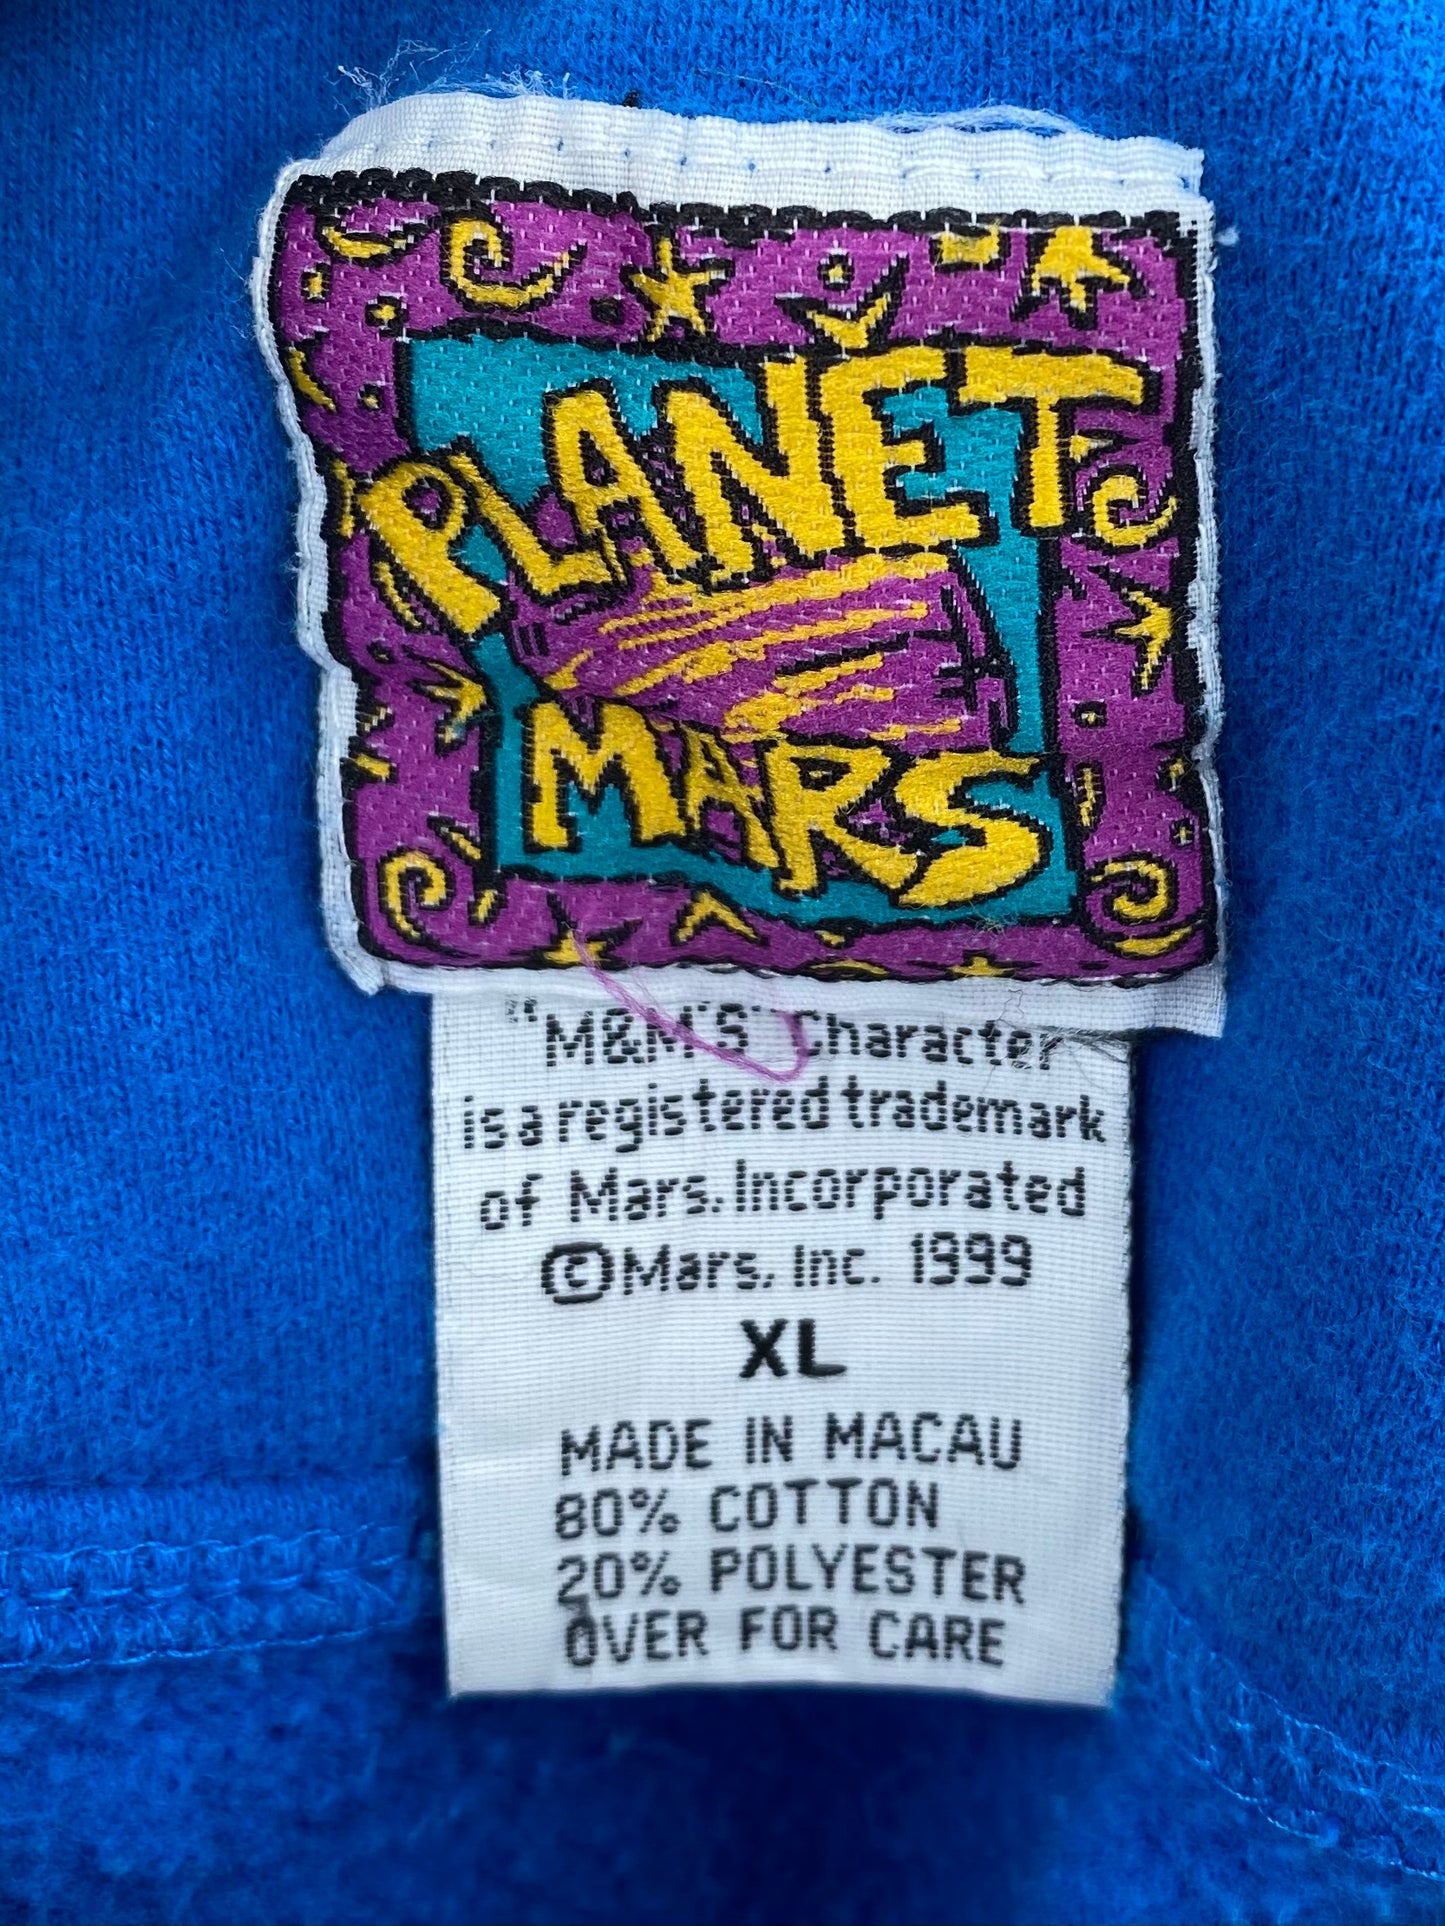 PLANET
MARS
"M&M'S" Character
is a registered trademark
of Mars. Incorporated
©Mars, Inc. 1999
XL
MADE IN MACAU
80% COTTON
20% POLYESTER
OVER FOR CARE